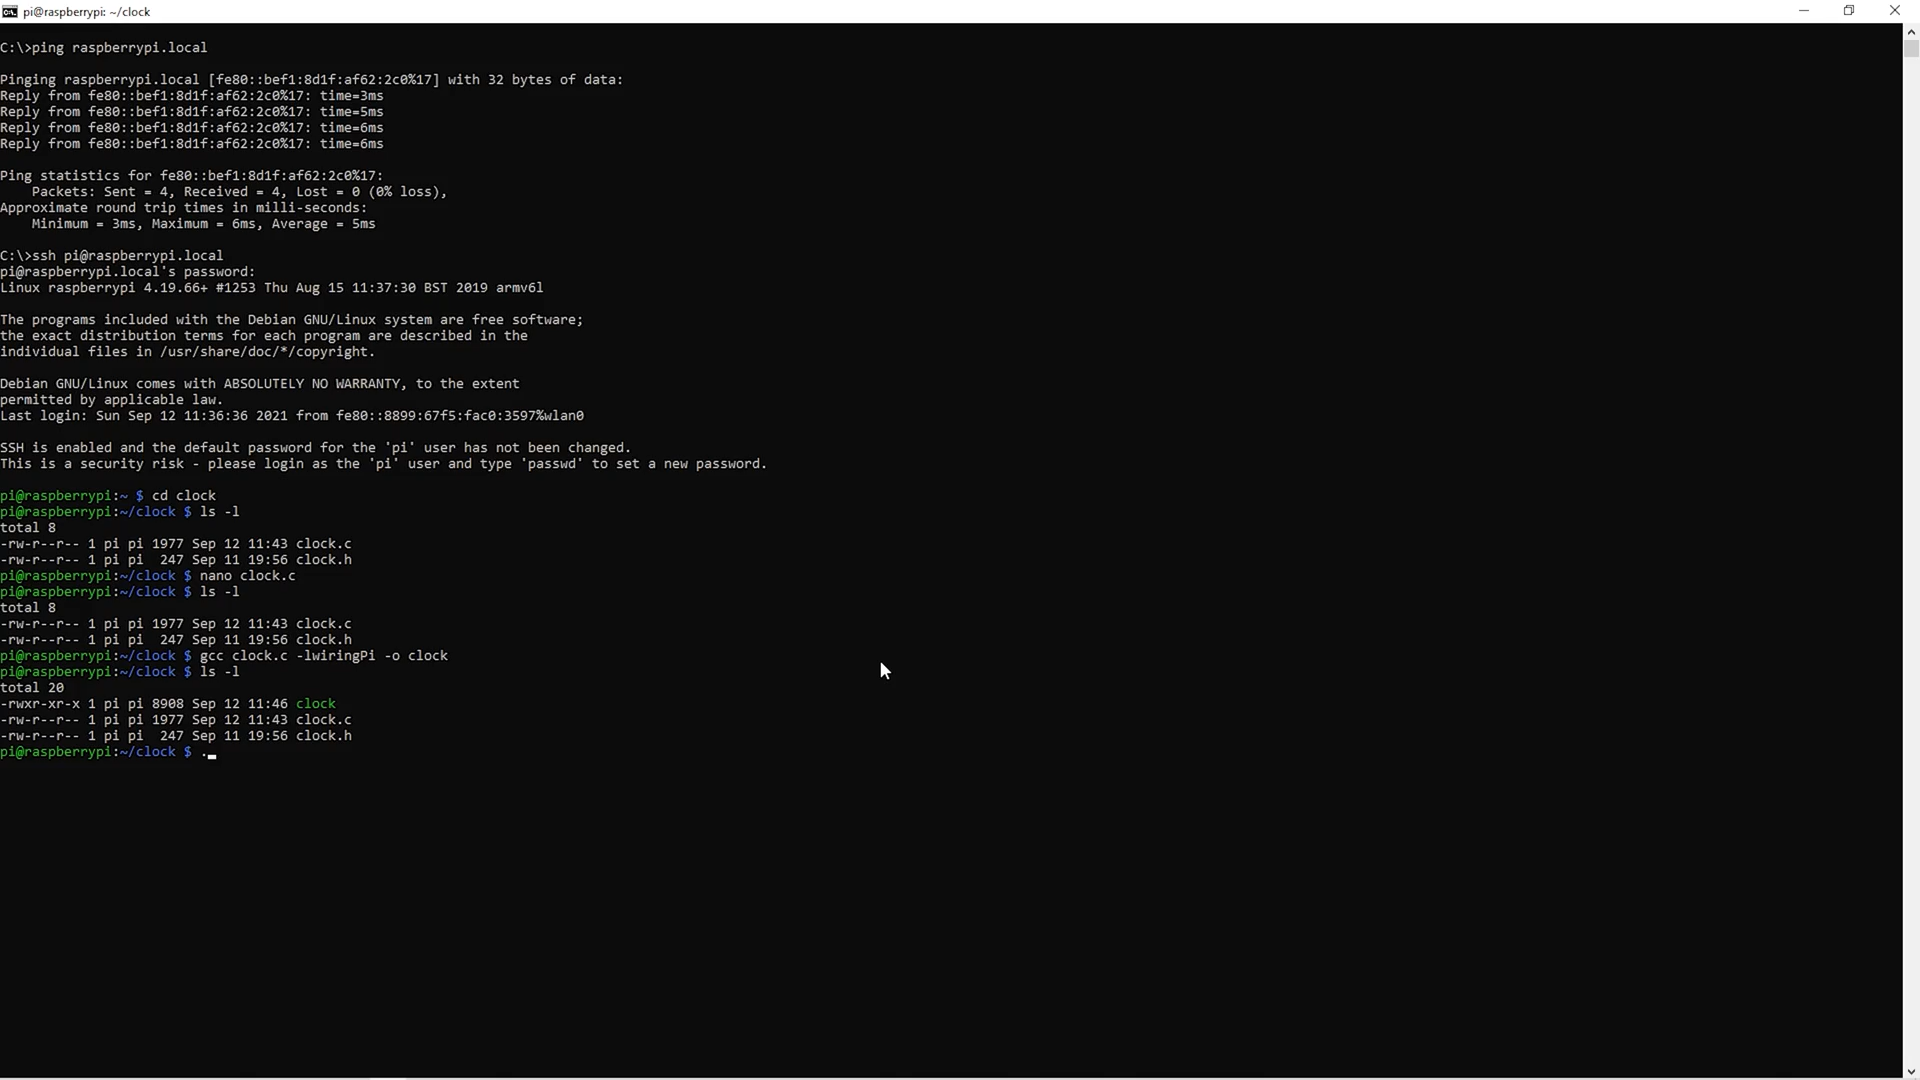 pi@raspberrypi: ~/clock
C:\>ping raspberrypi.local
Pinging raspberrypi.local [fe80::bef1:8d1f:af62:2c0%17] with 32 bytes of data:
Reply from fe80::bef1:8d1f:af62:2c0%17: time=3ms
Reply from fe80::bef1:8d1f:af62:2c0%17: time=5ms
Reply from fe80::bef1:8d1f:af62:2c0%17: time=6ms
Reply from fe80::bef1:8d1f:af62:2c0%17: time=6ms
Ping statistics for fe80::bef1:8d1f:af62:2c0%17:
    Packets: Sent = 4, Received = 4, Lost = 0 (0% loss),
Approximate round trip times in milli-seconds:
    Minimum = 3ms, Maximum = 6ms, Average = 5ms
C:\>ssh pi@raspberrypi.local
pi@raspberrypi.local's password:
Linux raspberrypi 4.19.66+ #1253 Thu Aug 15 11:37:30 BST 2019 armv6l
The programs included with the Debian GNU/Linux system are free software;
the exact distribution terms for each program are described in the
individual files in /usr/share/doc/*/copyright.
Debian GNU/Linux comes with ABSOLUTELY NO WARRANTY, to the extent
permitted by applicable law.
Last login: Sun Sep 12 11:36:36 2021 from fe80::8899:67f5:fac0:3597%wlan0
SSH is enabled and the default password for the 'pi' user has not been changed.
This is a security risk - please login as the 'pi' user and type 'passwd' to set a new password.
pi@raspberrypi:~ $ cd clock
pi@raspberrypi:~/clock $ ls -l
total 8
-rw-r--r-- 1 pi pi 1977 Sep 12 11:43 clock.c
-rw-r--r-- 1 pi pi  247 Sep 11 19:56 clock.h
pi@raspberrypi:~/clock $ nano clock.c
pi@raspberrypi:~/clock $ ls -l
total 8
-rw-r--r-- 1 pi pi 1977 Sep 12 11:43 clock.c
-rw-r--r-- 1 pi pi  247 Sep 11 19:56 clock.h
pi@raspberrypi:~/clock $ gcc clock.c -lwiringPi -o clock
pi@raspberrypi:~/clock $ ls -l
total 20
-rwxr-xr-x 1 pi pi 8908 Sep 12 11:46 clock
-rw-r--r-- 1 pi pi 1977 Sep 12 11:43 clock.c
-rw-r--r-- 1 pi pi  247 Sep 11 19:56 clock.h
pi@raspberrypi:~/clock $ .